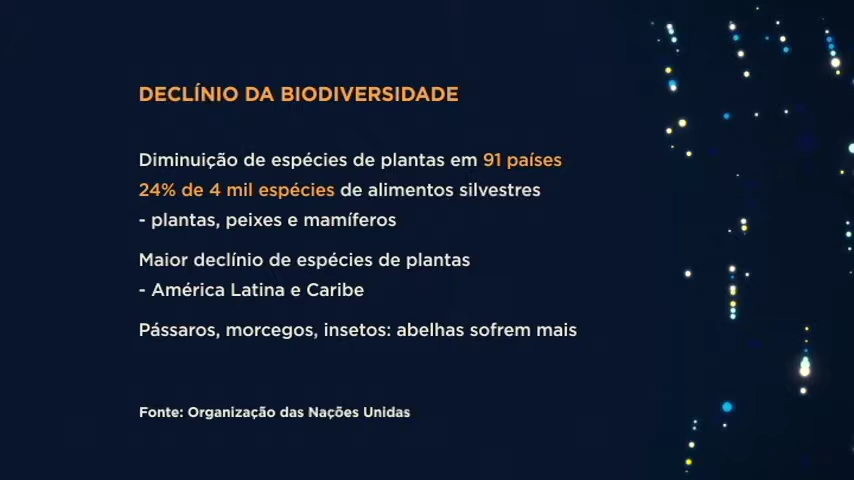 DECLÍNIO DA BIODIVERSIDADE
Diminuição de espécies de plantas em 91 países
24% de 4 mil espécies de alimentos silvestres
- plantas, peixes e mamíferos
Maior declínio de espécies de plantas
- América Latina e Caribe
Pássaros, morcegos, insetos: abelhas sofrem mais
Fonte: Organização das Nações Unidas